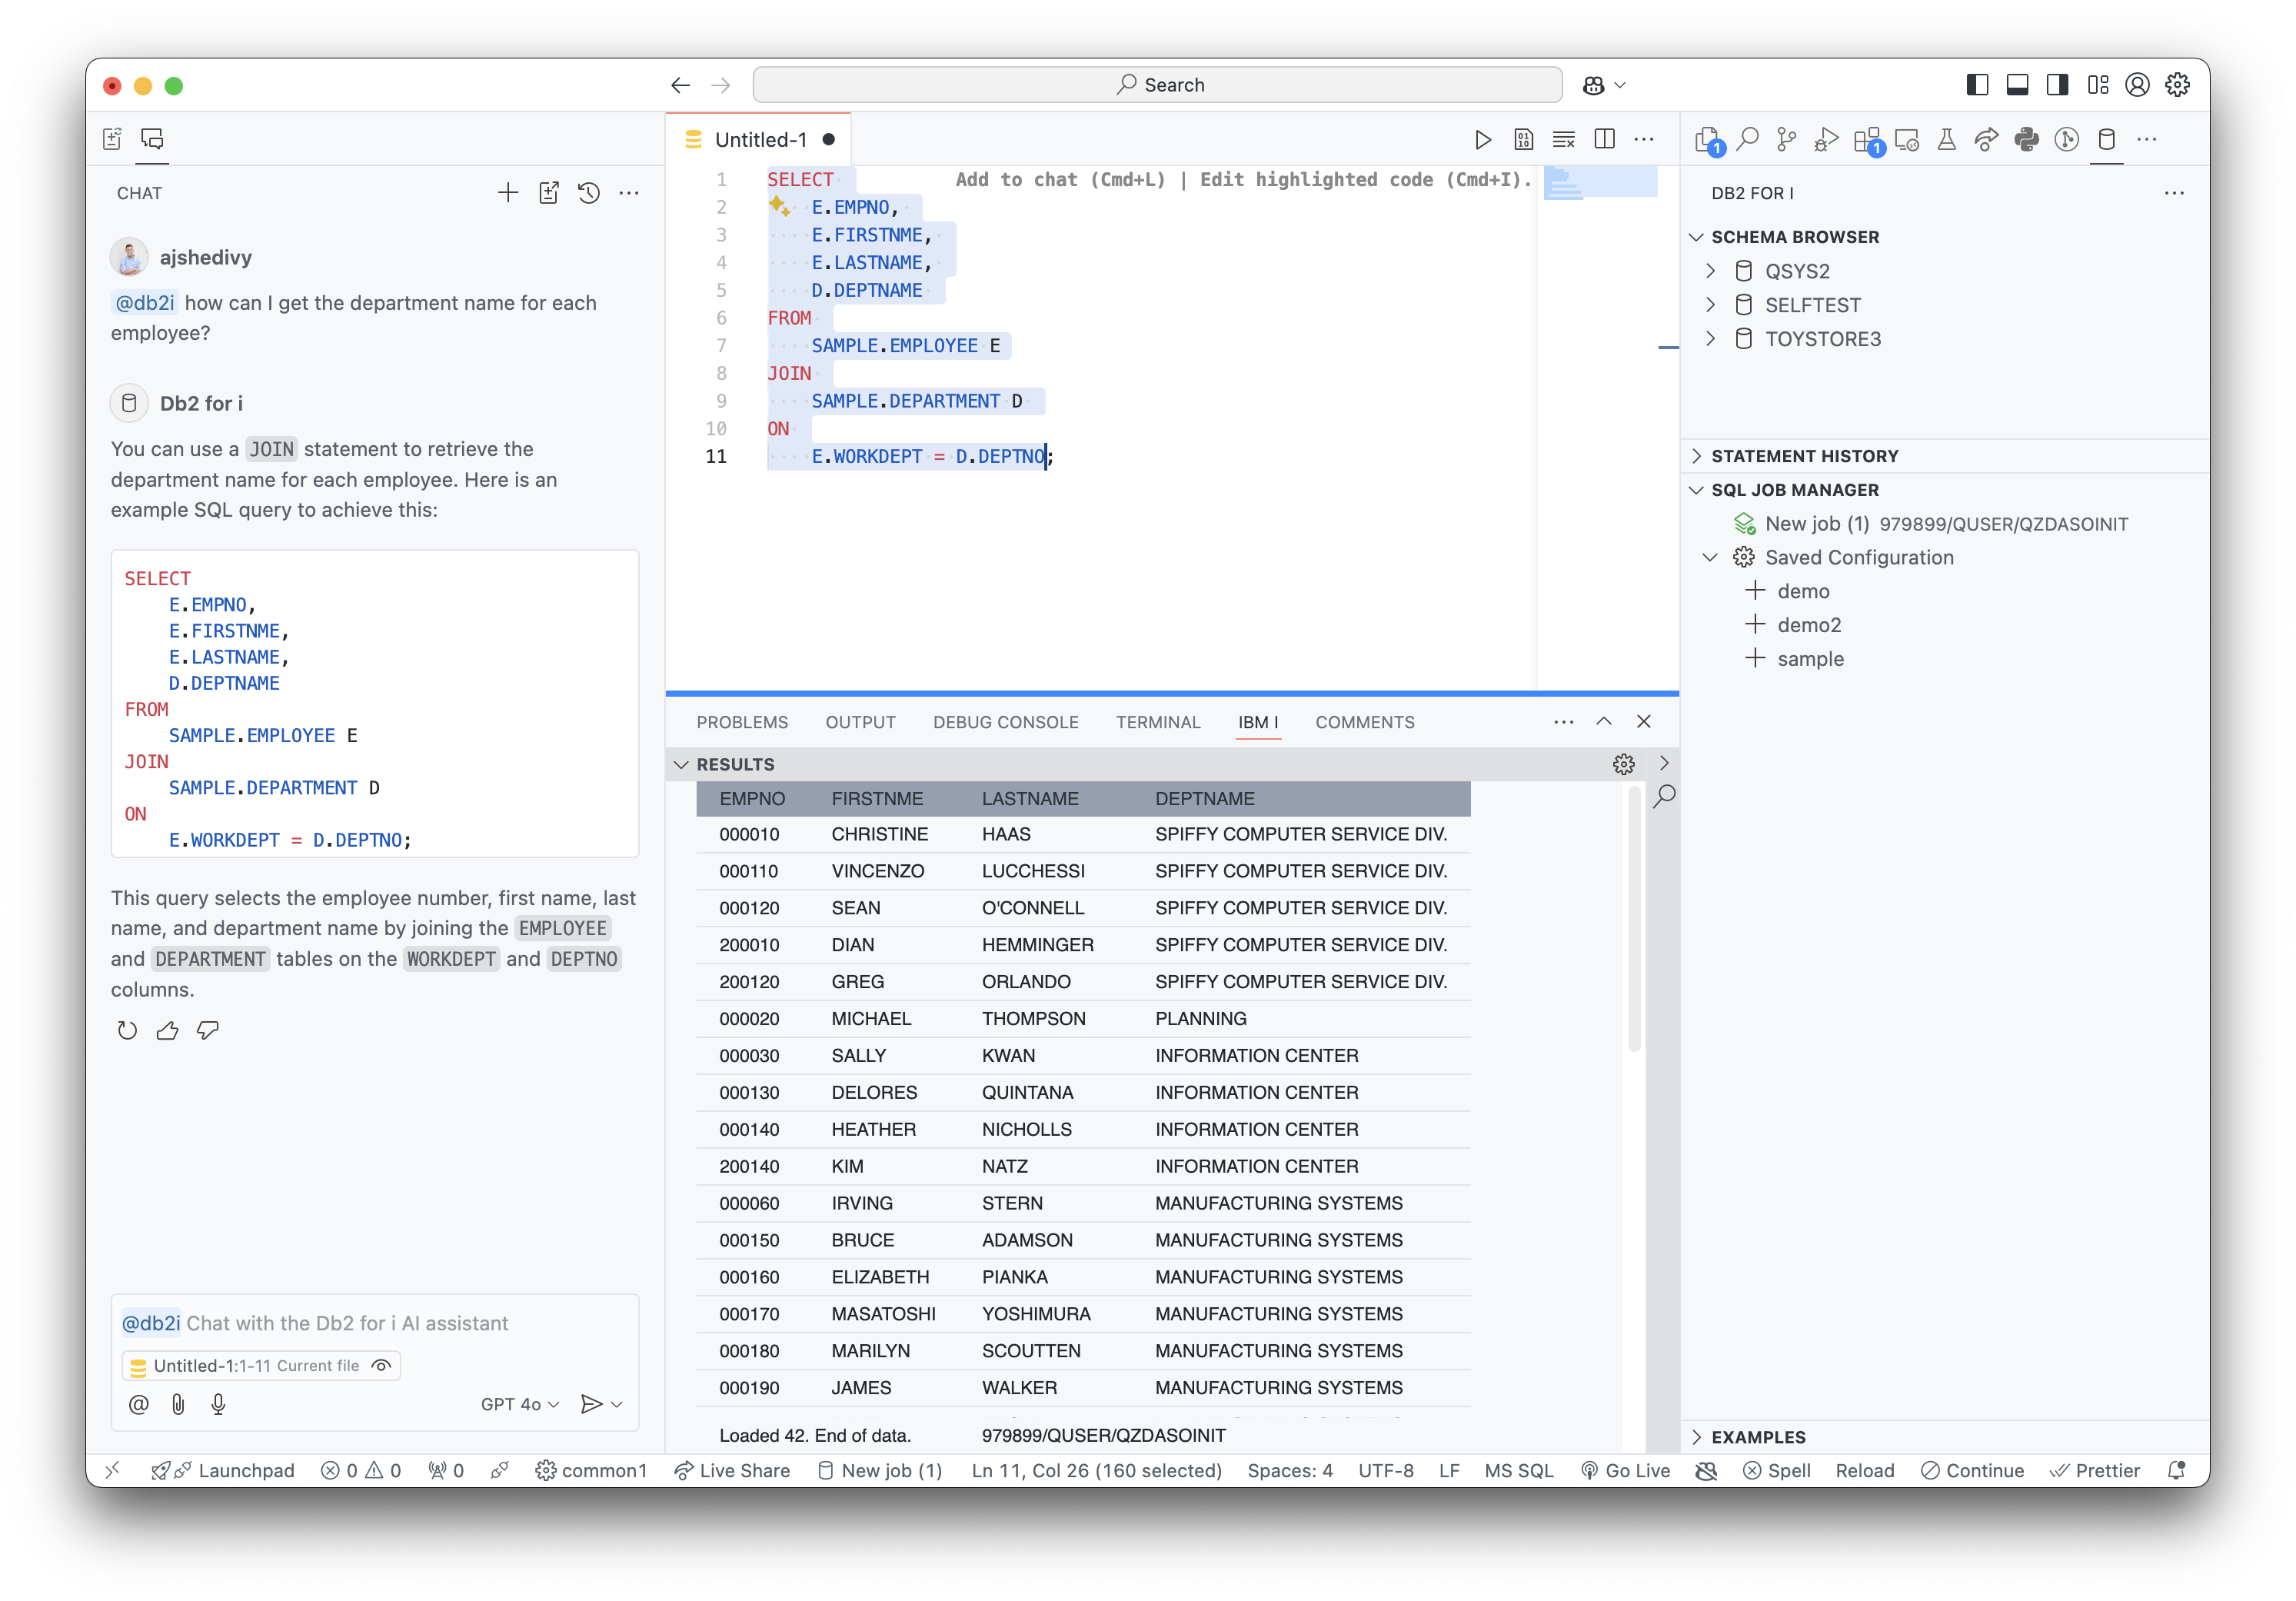 Search
CHAT
ajshedivy
@db2i how can I get the department name for each
employee?
Db2 for i
You can use a JOIN statement to retrieve the
department name for each employee. Here is an
example SQL query to achieve this:
SELECT
E.EMPNO,
E.FIRSTNME,
E.LASTNAME,
D.DEPTNAME
FROM
SAMPLE.EMPLOYEE E
JOIN
SAMPLE.DEPARTMENT D
ON
E.WORKDEPT = D.DEPTNO;
This query selects the employee number, first name, last
name, and department name by joining the EMPLOYEE
and DEPARTMENT tables on the WORKDEPT and DEPTNO
columns.
@db2i Chat with the Db2 for i AI assistant
Untitled-1:1-11 Current file
GPT 4o
Untitled-1
1 SELECT Add to chat (Cmd+L) | Edit highlighted code (Cmd+I).
2 E.EMPNO,
3 E.FIRSTNME,
4 E.LASTNAME,
5 D.DEPTNAME
6 FROM
7 SAMPLE.EMPLOYEE E
8 JOIN
9 SAMPLE.DEPARTMENT D
10 ON
11 E.WORKDEPT = D.DEPTNO;
PROBLEMS OUTPUT DEBUG CONSOLE TERMINAL IBM I COMMENTS
RESULTS
EMPNO FIRSTNME LASTNAME DEPTNAME
000010 CHRISTINE HAAS SPIFFY COMPUTER SERVICE DIV.
000110 VINCENZO LUCCHESSI SPIFFY COMPUTER SERVICE DIV.
000120 SEAN O'CONNELL SPIFFY COMPUTER SERVICE DIV.
200010 DIAN HEMMINGER SPIFFY COMPUTER SERVICE DIV.
200120 GREG ORLANDO SPIFFY COMPUTER SERVICE DIV.
000020 MICHAEL THOMPSON PLANNING
000030 SALLY KWAN INFORMATION CENTER
000130 DELORES QUINTANA INFORMATION CENTER
000140 HEATHER NICHOLLS INFORMATION CENTER
200140 KIM NATZ INFORMATION CENTER
000060 IRVING STERN MANUFACTURING SYSTEMS
000150 BRUCE ADAMSON MANUFACTURING SYSTEMS
000160 ELIZABETH PIANKA MANUFACTURING SYSTEMS
000170 MASATOSHI YOSHIMURA MANUFACTURING SYSTEMS
000180 MARILYN SCOUTTEN MANUFACTURING SYSTEMS
000190 JAMES WALKER MANUFACTURING SYSTEMS
Loaded 42. End of data. 979899/QUSER/QZDASOINIT
1 1
DB2 FOR I
SCHEMA BROWSER
QSYS2
SELFTEST
TOYSTORE3
STATEMENT HISTORY
SQL JOB MANAGER
New job (1) 979899/QUSER/QZDASOINIT
Saved Configuration
demo
demo2
sample
EXAMPLES
Launchpad 0 0 0 common1 Live Share New job (1) Ln 11, Col 26 (160 selected) Spaces: 4 UTF-8 LF MS SQL Go Live Spell Reload Continue Prettier